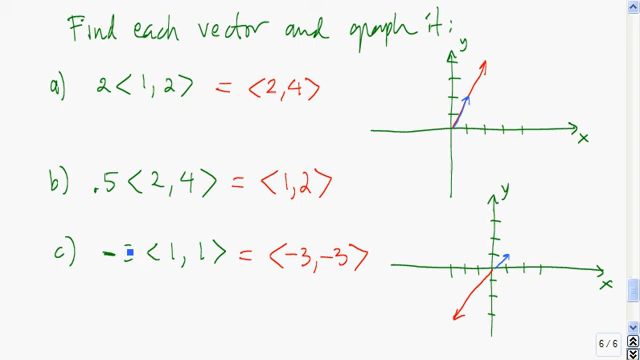 Find each vector and graph it:
a) 2<1,2> = <2,4>
b) .5<2,4> = <1,2>
c) - <1,1> = <-3,-3>
y
x
y
x
6/6